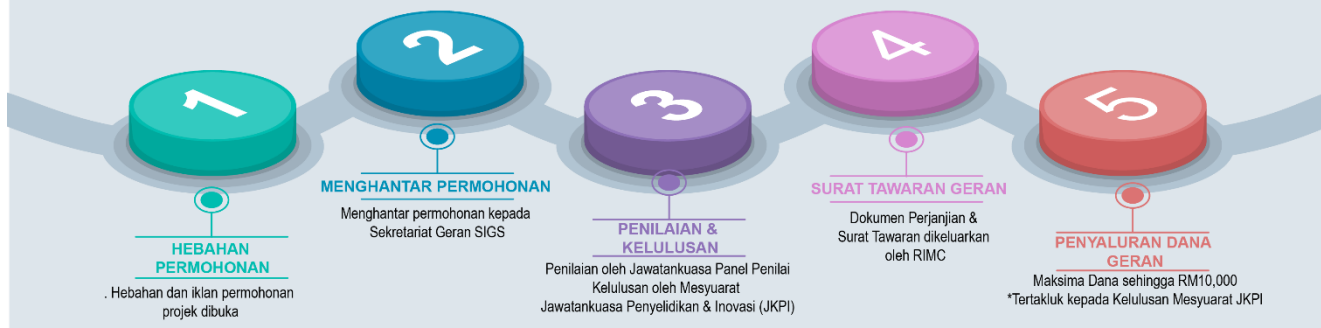 1
HEBAHAN
PERMOHONAN
. Hebahan dan iklan permohonan
projek dibuka
2
MENGHANTAR PERMOHONAN
Menghantar permohonan kepada
Sekretariat Geran SIGS
3
PENILAIAN &
KELULUSAN
Penilaian oleh Jawatankuasa Panel Penilai
Kelulusan oleh Mesyuarat
Jawatankuasa Penyelidikan & Inovasi (JKPI)
4
SURAT TAWARAN GERAN
Dokumen Perjanjian &
Surat Tawaran dikeluarkan
oleh RIMC
5
PENYALURAN DANA
GERAN
Maksima Dana sehingga RM10,000
*Tertakluk kepada Kelulusan Mesyuarat JKPI